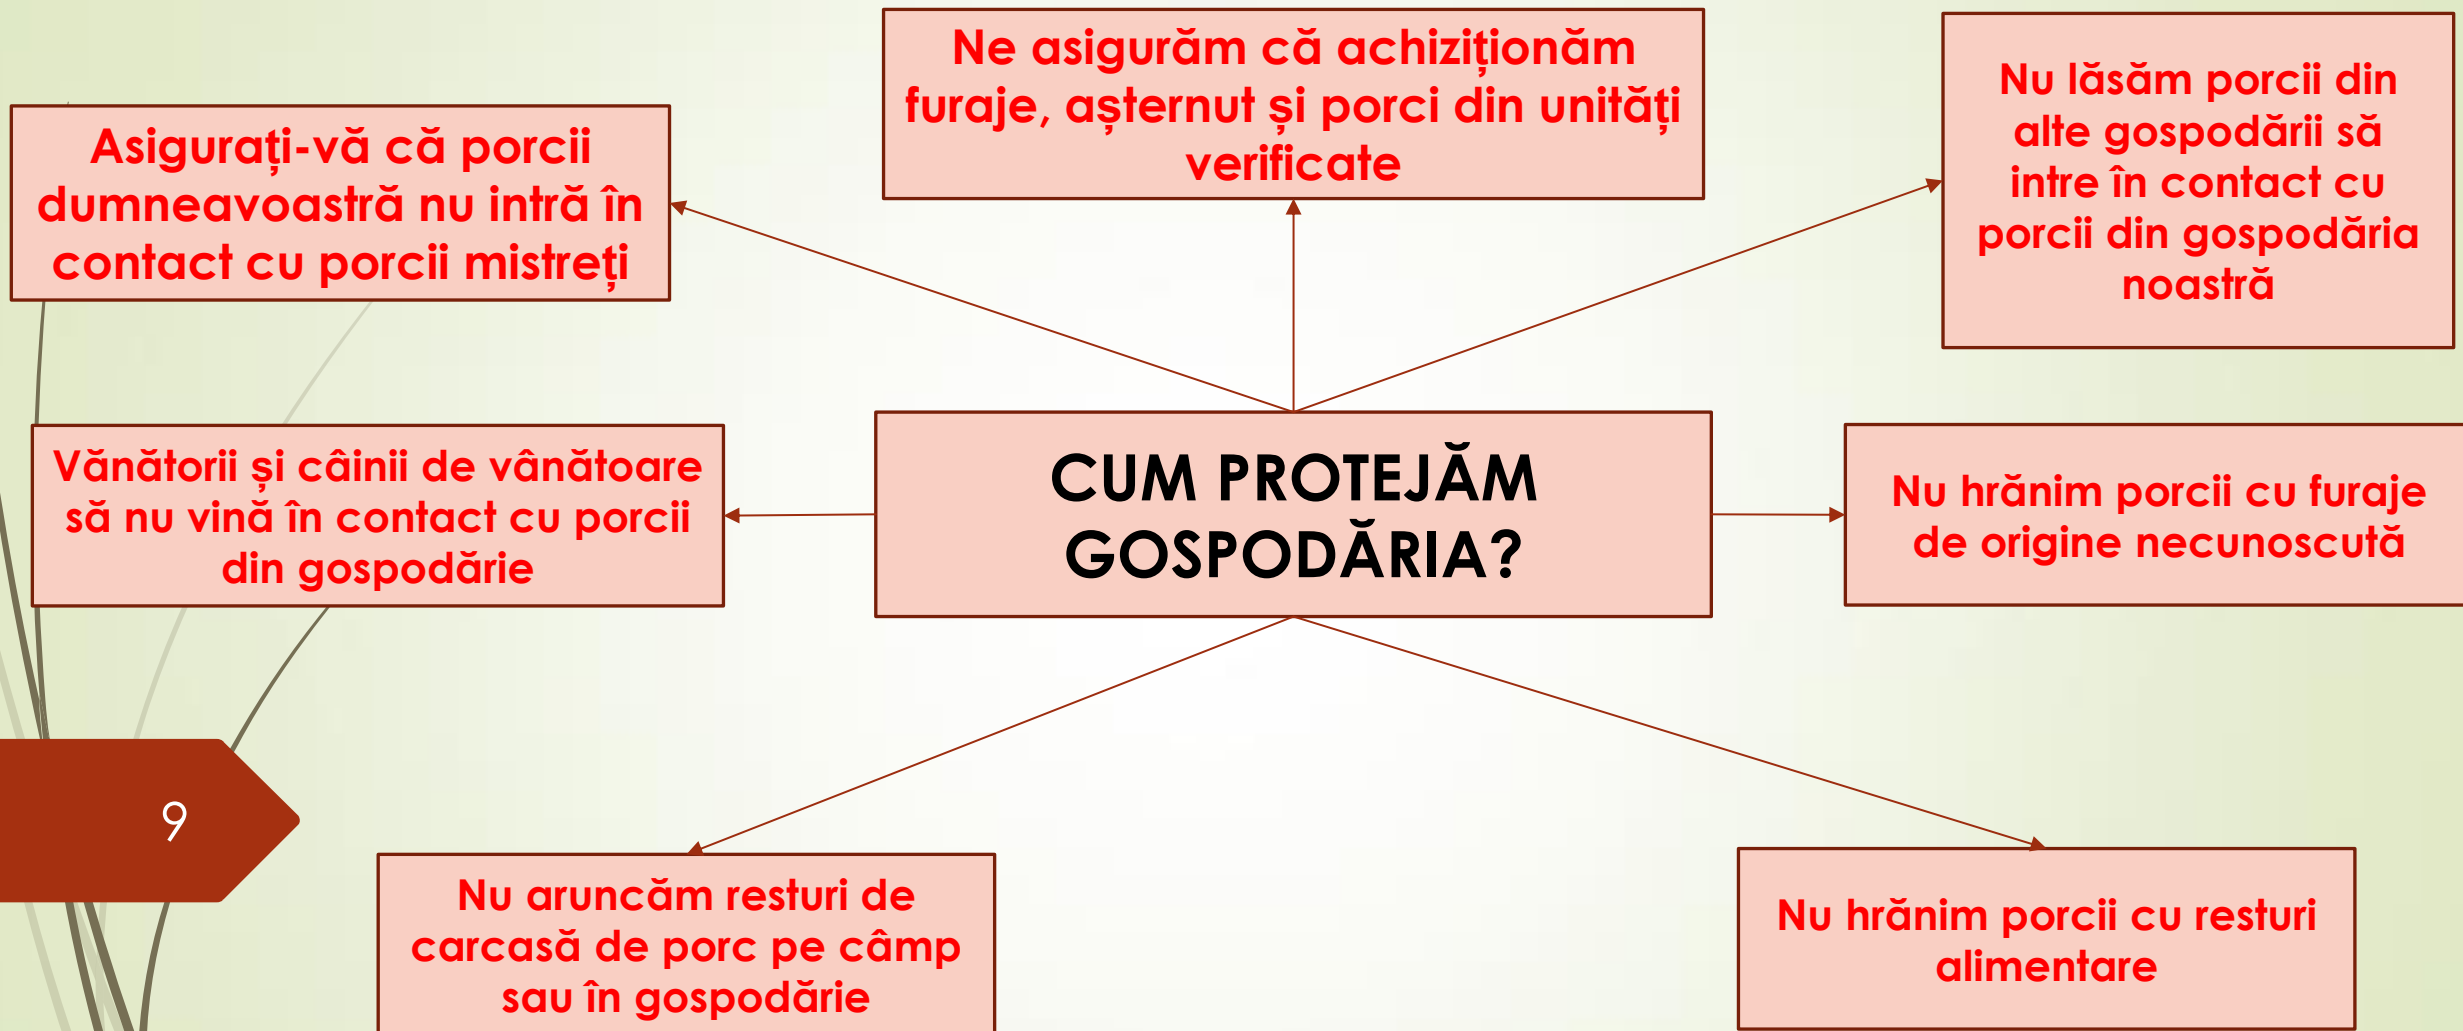 Ne asigurăm că achiziționăm
furaje, așternut și porci din unități
verificate
Nu lăsăm porcii din
alte gospodării să
intre în contact cu
porcii din gospodăria
noastră
Asigurați-vă că porcii
dumneavoastră nu intră în
contact cu porcii mistreți
Vănătorii și câinii de vânătoare
să nu vină în contact cu porcii
din gospodărie
CUM PROTEJĂM
GOSPODĂRIA?
Nu hrănim porcii cu furaje
de origine necunoscută
9
Nu aruncăm resturi de
carcasă de porc pe câmp
sau în gospodărie
Nu hrănim porcii cu resturi
alimentare